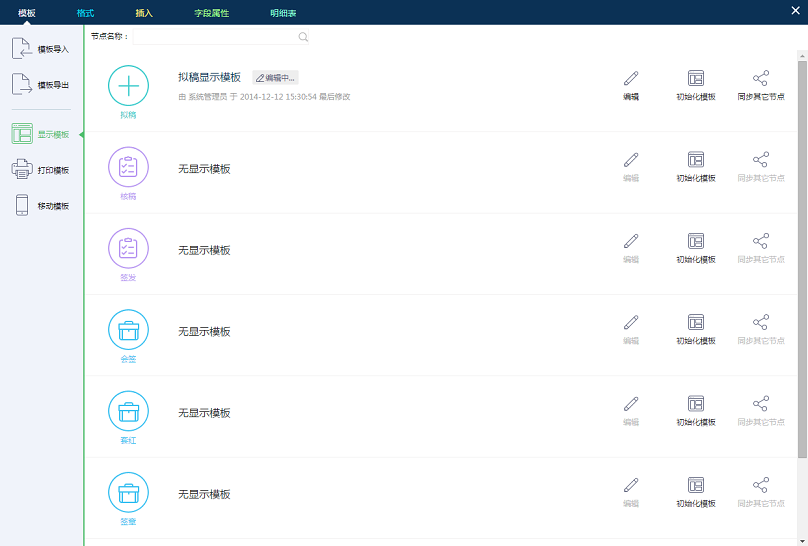 模板 格式 插入 字段属性 明细表
模板导入
模板导出
显示模板
打印模板
移动模板
节点名称：
拟稿
拟稿显示模板 编辑中...
由 系统管理员 于 2014-12-12 15:30:54 最后修改
编辑 初始化模板 同步其它节点
核稿
无显示模板
编辑 初始化模板 同步其它节点
签发
无显示模板
编辑 初始化模板 同步其它节点
会签
无显示模板
编辑 初始化模板 同步其它节点
套红
无显示模板
编辑 初始化模板 同步其它节点
签章
无显示模板
编辑 初始化模板 同步其它节点